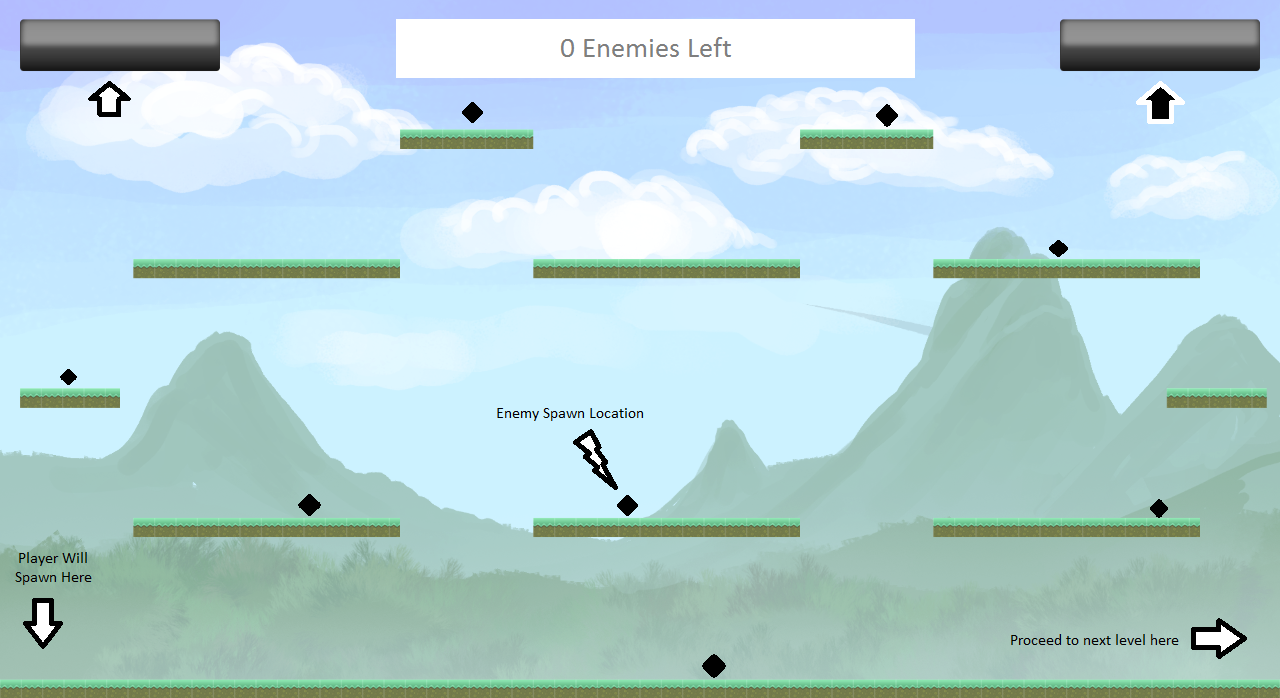 0 Enemies Left
Enemy Spawn Location
Player Will
Spawn Here
Proceed to next level here